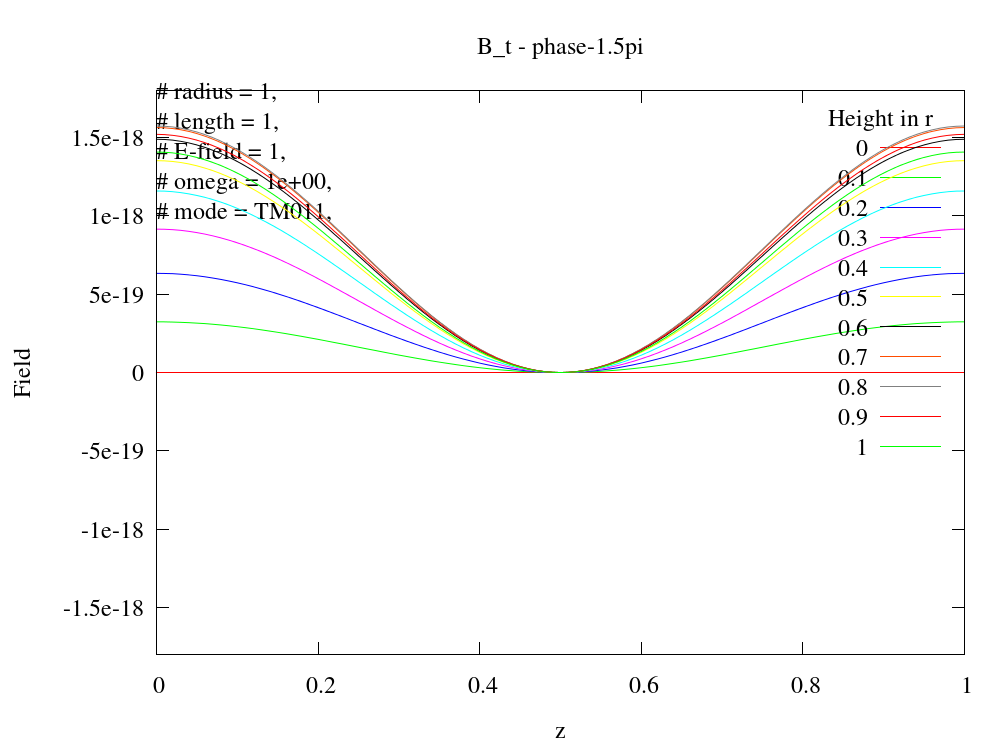 B_t - phase-1.5pi
# radius = 1,
# length = 1,
# E-field = 1,
# omega = 1e+00,
# mode = TM011,
Height in r
0
0.1
0.2
0.3
0.4
0.5
0.6
0.7
0.8
0.9
1
Field
1.5e-18
1e-18
5e-19
0
-5e-19
-1e-18
-1.5e-18
0
0.2
0.4
0.6
0.8
1
z